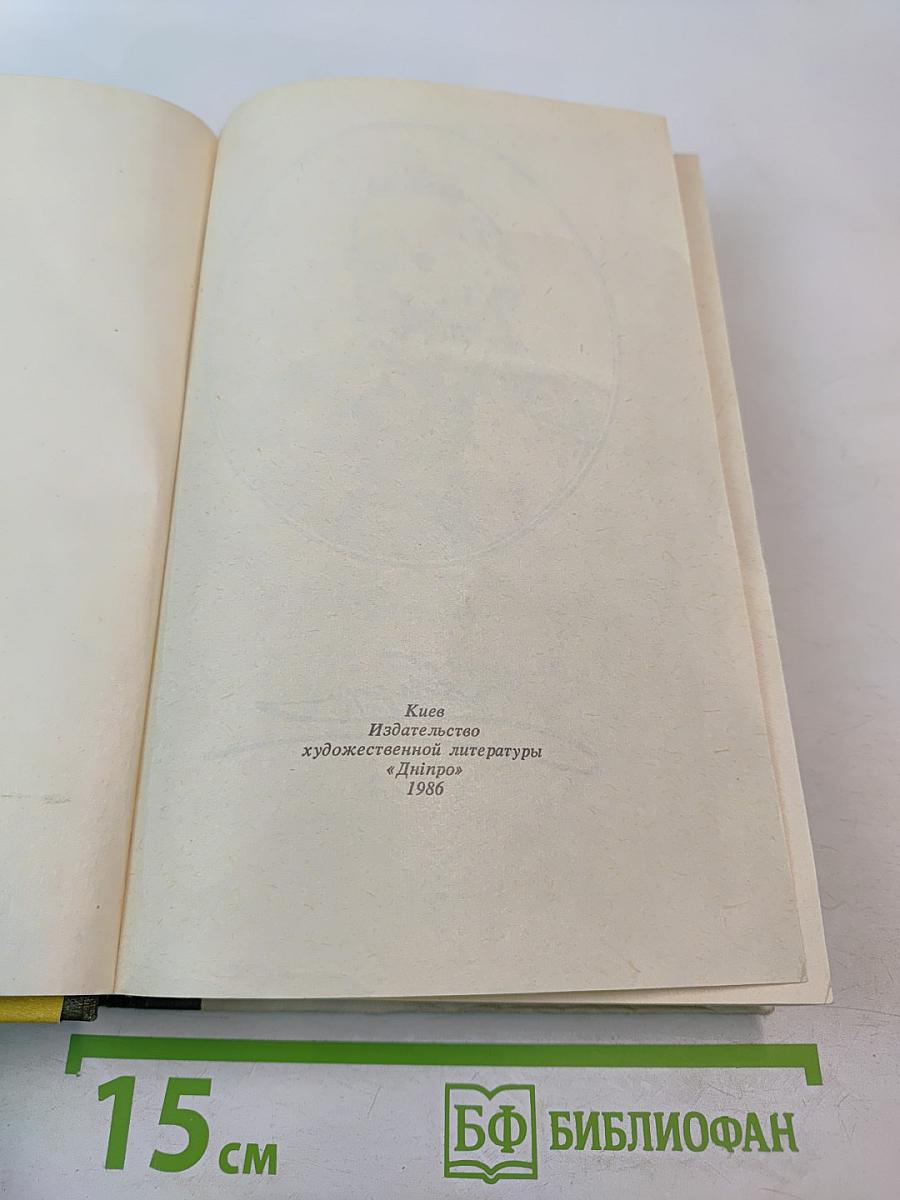 Киев
Издательство
художественной литературы
«Дніпро»
1986
15 см
БФ БИБЛИОФАН